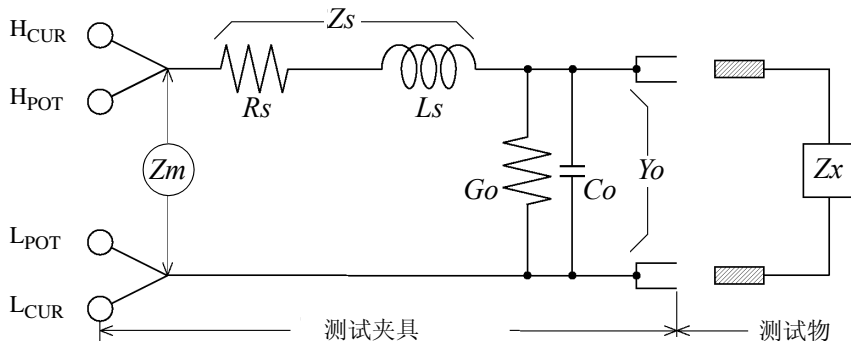 H_CUR
Zs
H_POT
Rs
Ls
Zm
Go
Co
Yo
Zx
L_POT
L_CUR
测试夹具
测试物